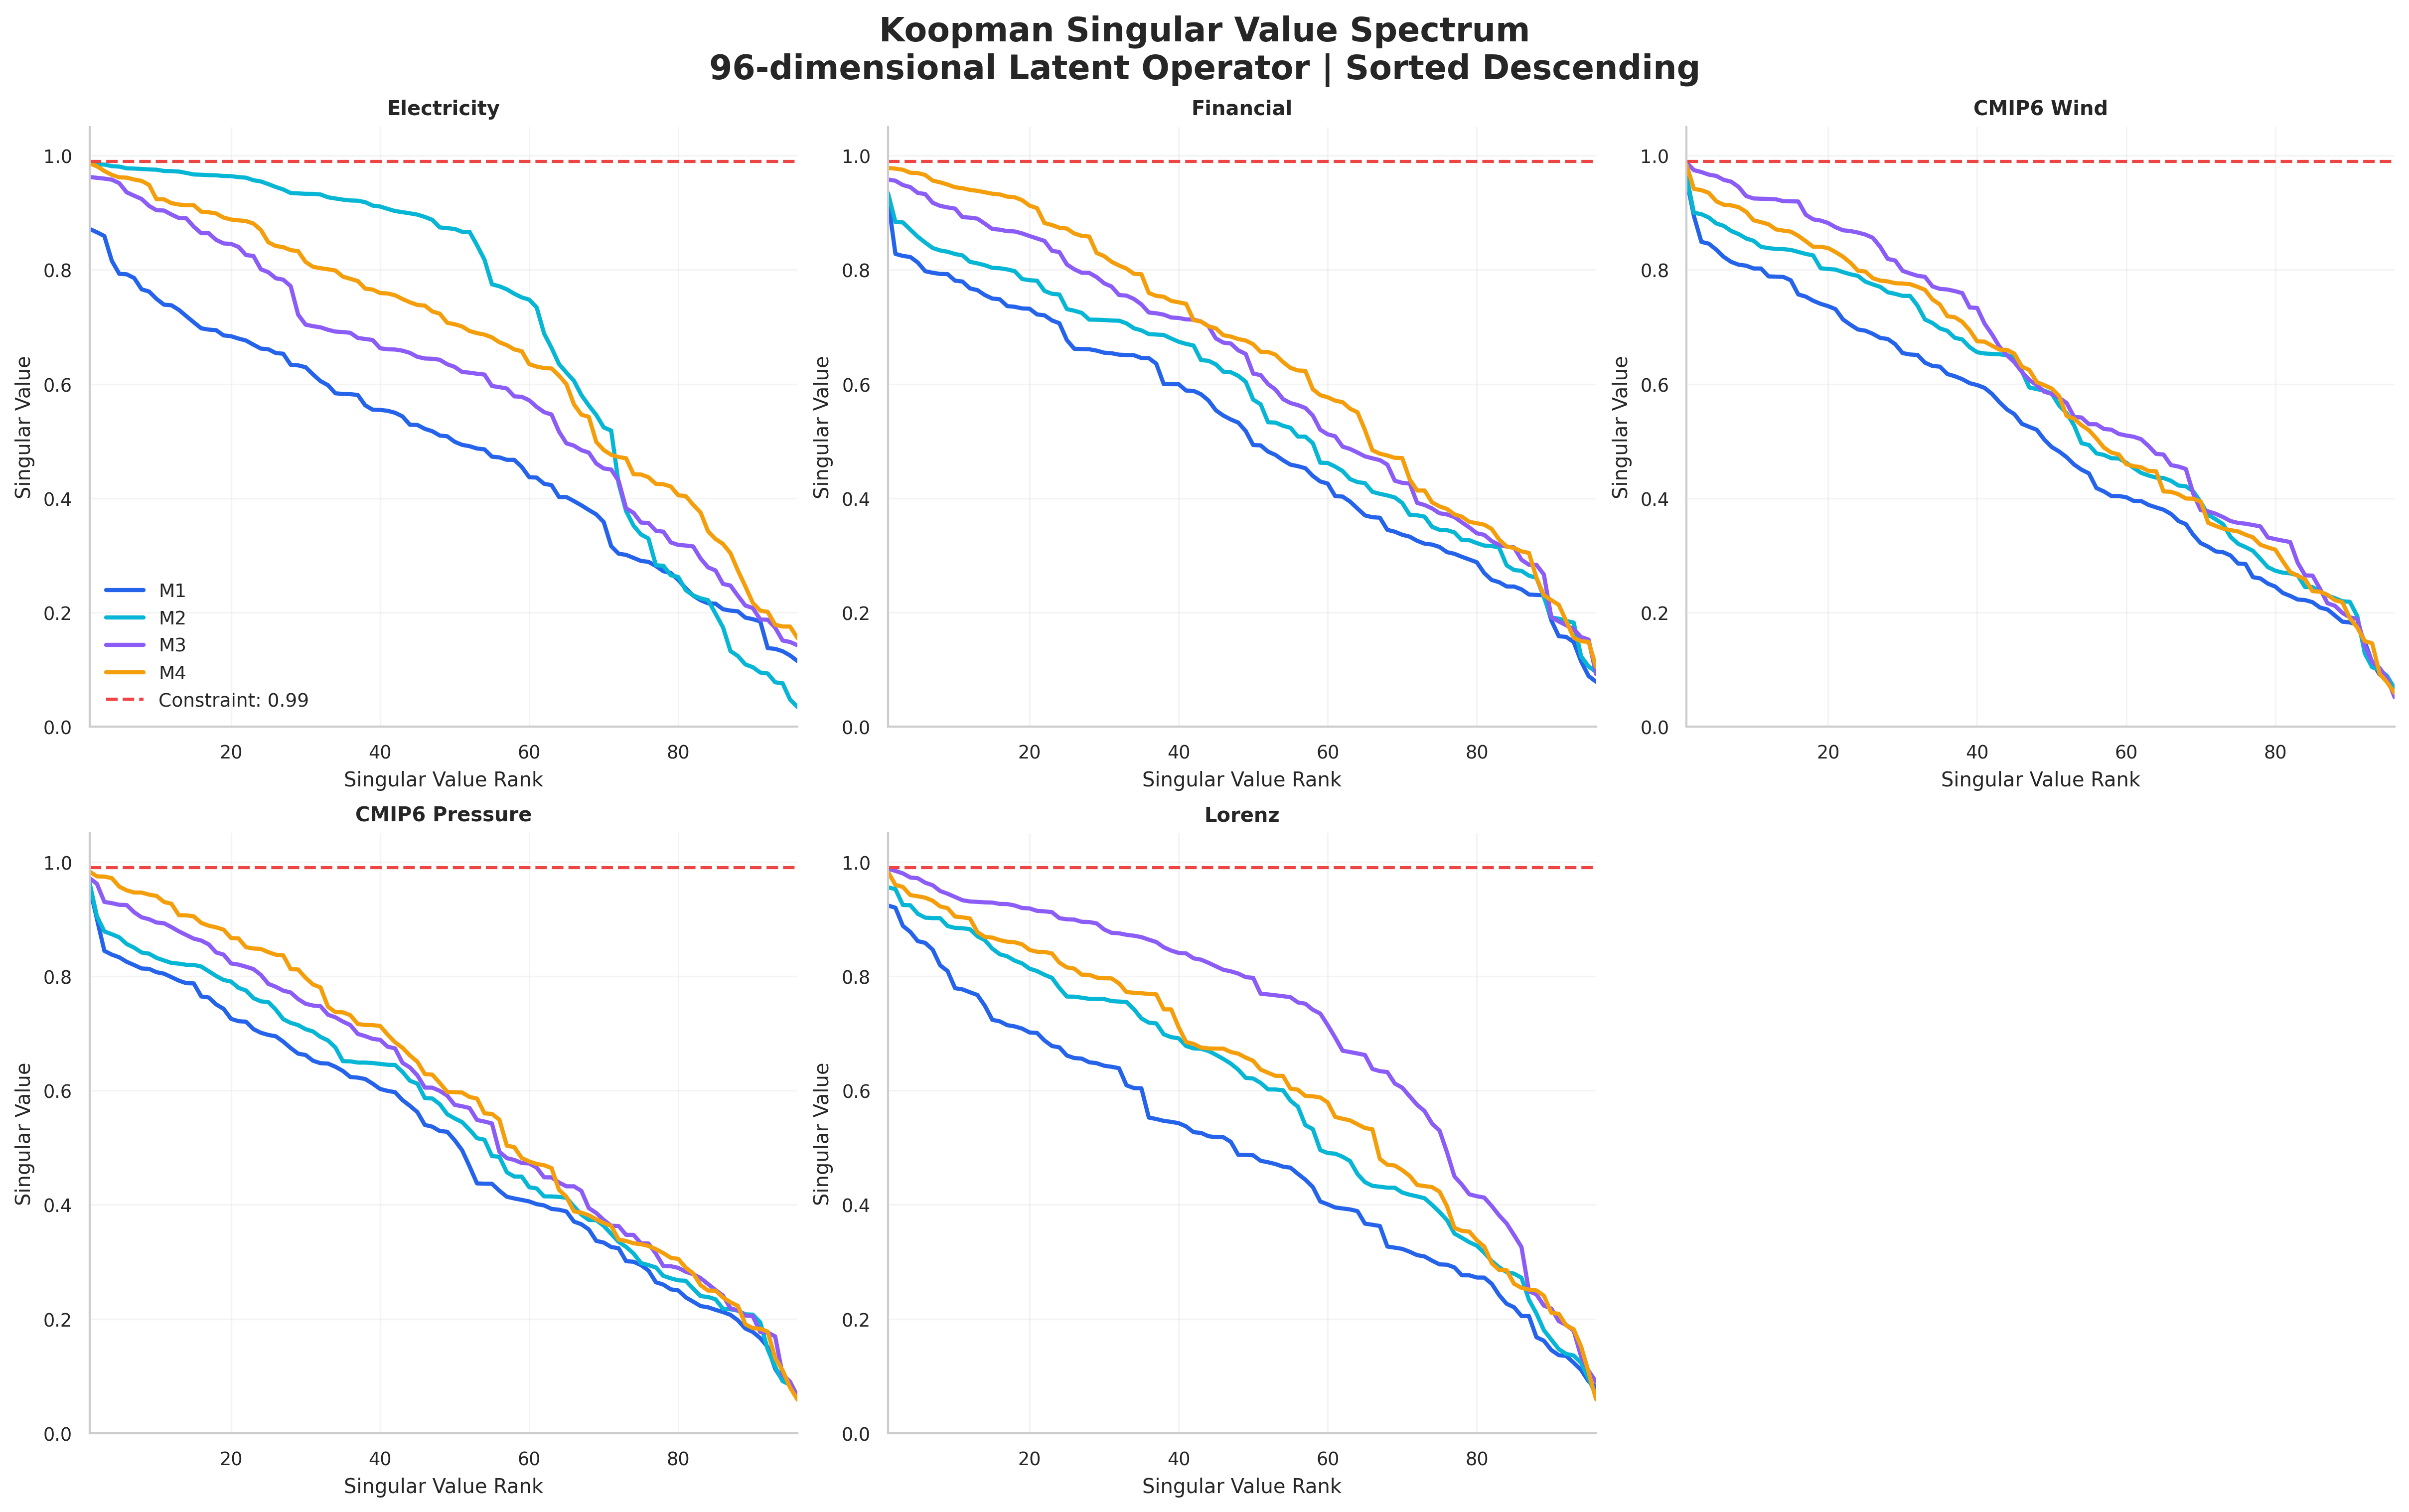 Koopman Singular Value Spectrum
96-dimensional Latent Operator | Sorted Descending
Electricity
Singular Value
1.0
0.8
0.6
0.4
0.2
0.0
M1
M2
M3
M4
Constraint: 0.99
20 40 60 80
Singular Value Rank
Financial
Singular Value
1.0
0.8
0.6
0.4
0.2
0.0
20 40 60 80
Singular Value Rank
CMIP6 Wind
Singular Value
1.0
0.8
0.6
0.4
0.2
0.0
20 40 60 80
Singular Value Rank
CMIP6 Pressure
Singular Value
1.0
0.8
0.6
0.4
0.2
0.0
20 40 60 80
Singular Value Rank
Lorenz
Singular Value
1.0
0.8
0.6
0.4
0.2
0.0
20 40 60 80
Singular Value Rank